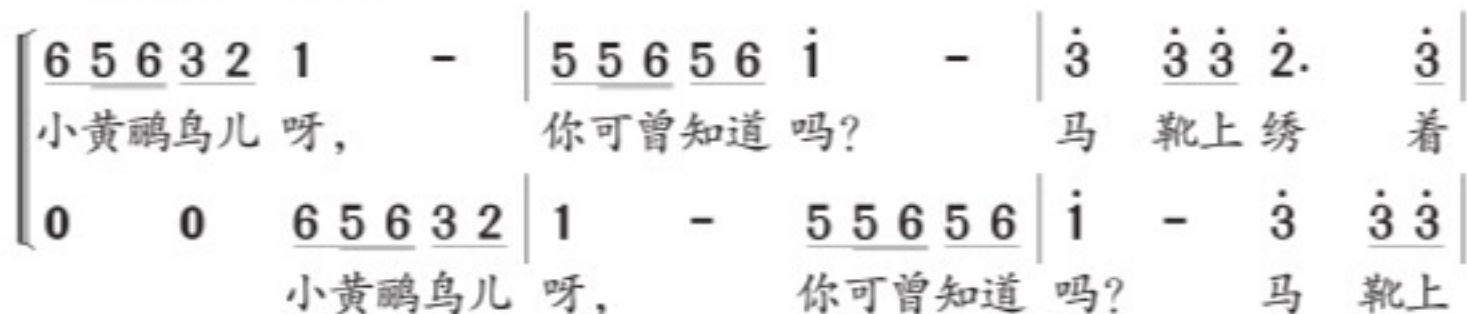 6 5 6 3 2 1 - | 5 5 6 5 6 i̇ - | 3̇ 3̇ 3̇ 2̇. 3̇ |
小黄鹂鸟儿 呀， 你可曾知道 吗？ 马 靴上 绣 着
0 0 6 5 6 3 2 | 1 - 5 5 6 5 6 | i̇ - 3̇ 3̇ 3̇ |
小黄鹂鸟儿 呀， 你可曾知道 吗？ 马 靴上